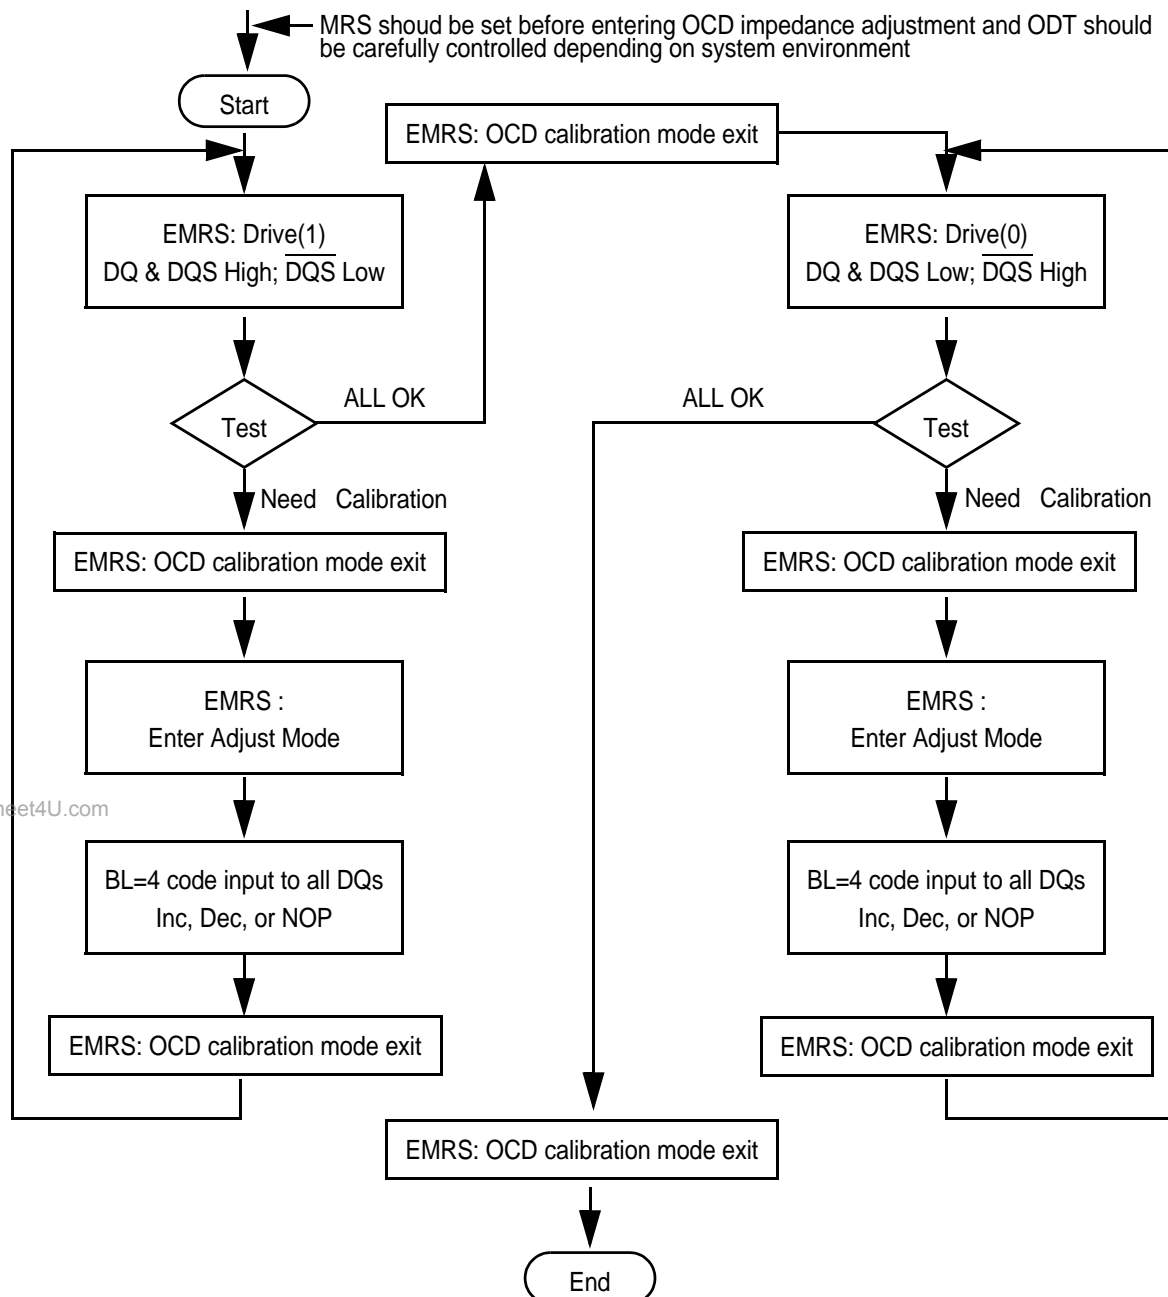 MRS shoud be set before entering OCD impedance adjustment and ODT should
be carefully controlled depending on system environment
Start
EMRS: OCD calibration mode exit
EMRS: Drive(1)
DQ & DQS High; D̅Q̅S̅ Low
Test
ALL OK
Need Calibration
EMRS: OCD calibration mode exit
EMRS :
Enter Adjust Mode
BL=4 code input to all DQs
Inc, Dec, or NOP
EMRS: OCD calibration mode exit
EMRS: Drive(0)
DQ & DQS Low; D̅Q̅S̅ High
Test
ALL OK
Need Calibration
EMRS: OCD calibration mode exit
EMRS :
Enter Adjust Mode
BL=4 code input to all DQs
Inc, Dec, or NOP
EMRS: OCD calibration mode exit
EMRS: OCD calibration mode exit
End
heet4U.com